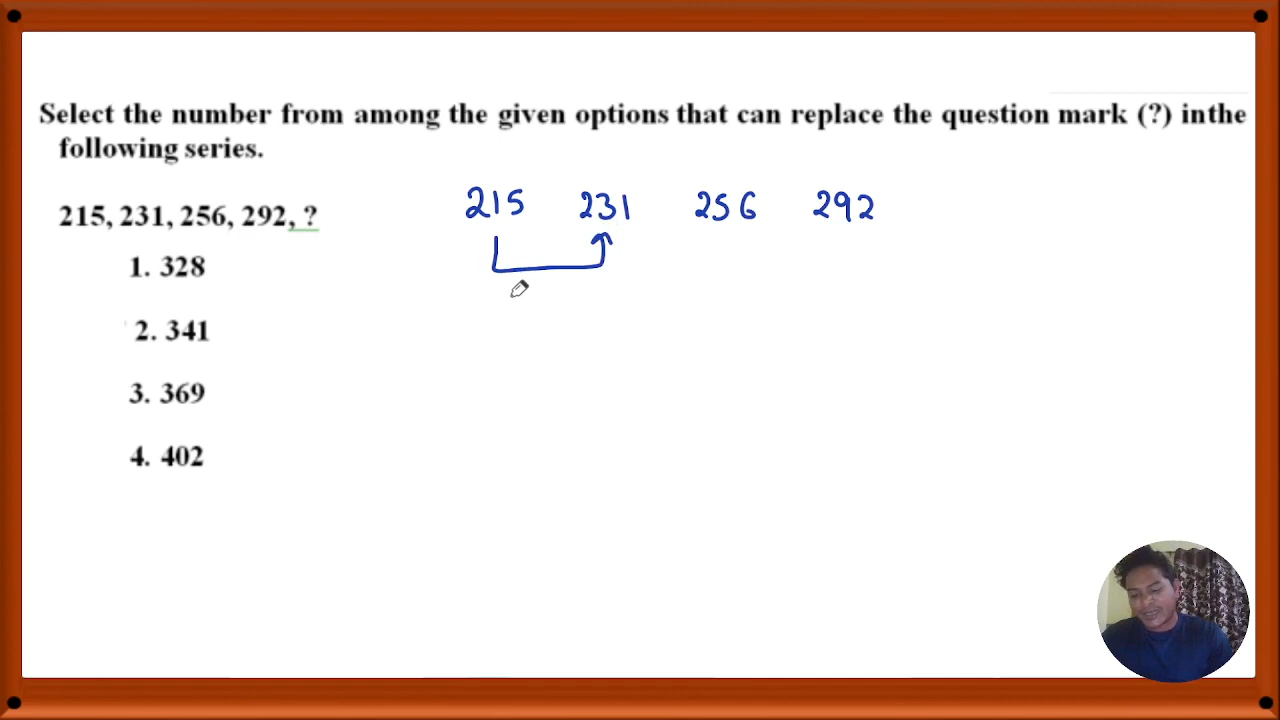 Select the number from among the given options that can replace the question mark (?) inthe
following series.
215, 231, 256, 292, ?
215 231 256 292
1. 328
2. 341
3. 369
4. 402